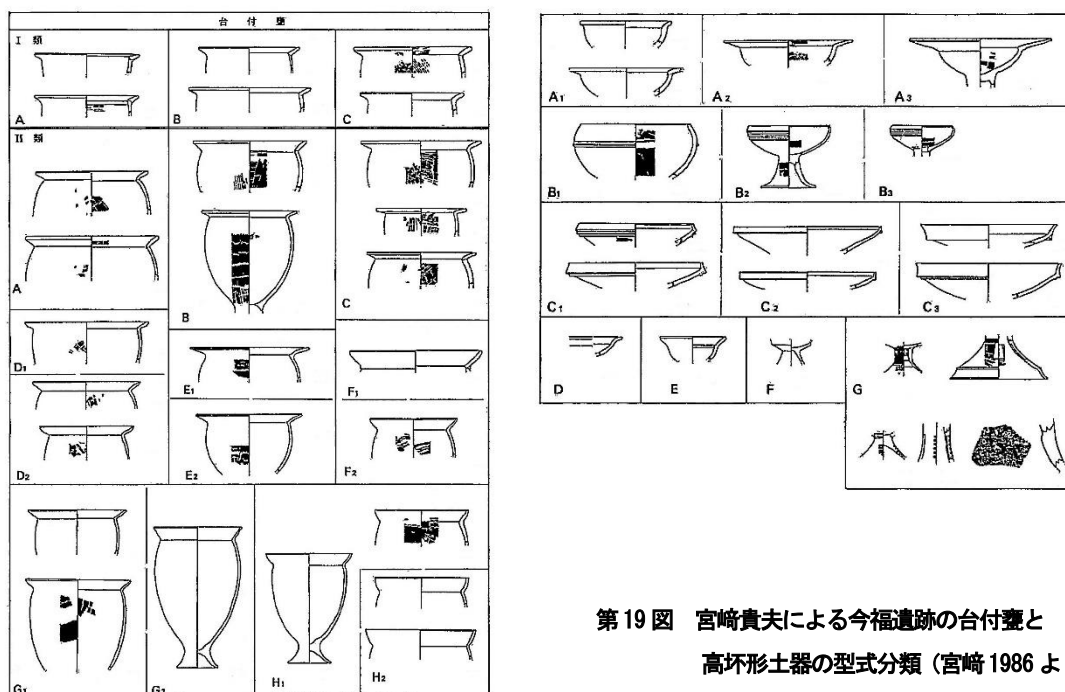 台付甕
I 類
A
B
C
II 類
A
A
B
C
D1
E1
F1
D2
E2
F2
G1
G2
H1
H2
A1
A2
A3
B1
B2
B3
C1
C2
C3
D
E
F
G
第19図 宮﨑貴夫による今福遺跡の台付甕と
高坏形土器の型式分類（宮﨑1986よ